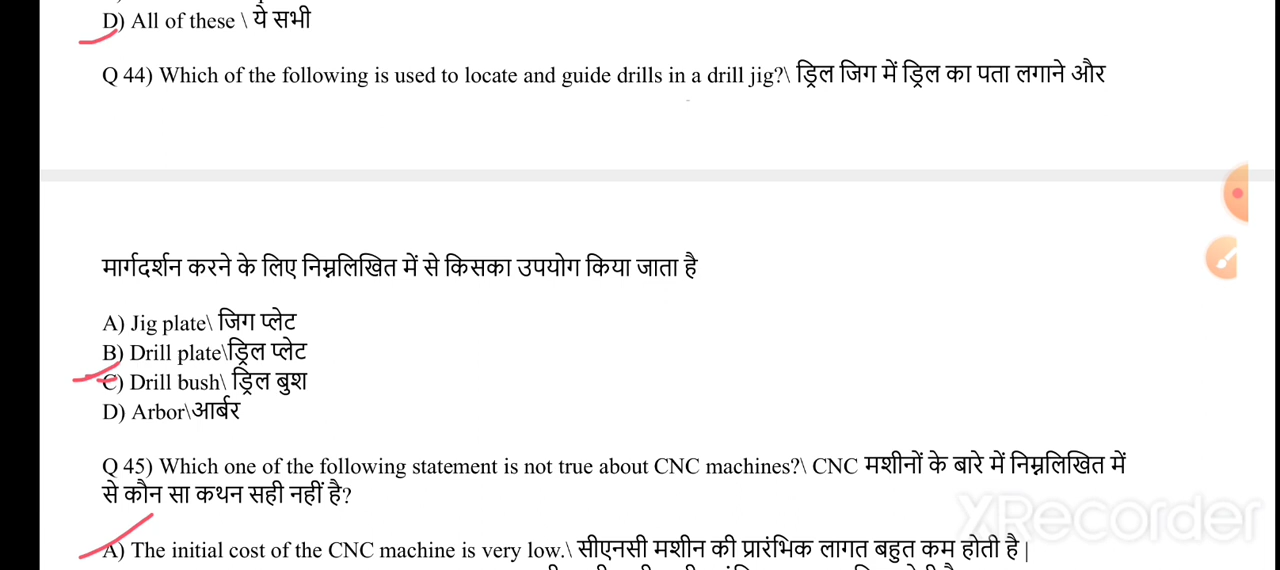 D) All of these \ ये सभी
Q 44) Which of the following is used to locate and guide drills in a drill jig?\ ड्रिल जिग में ड्रिल का पता लगाने और
मार्गदर्शन करने के लिए निम्नलिखित में से किसका उपयोग किया जाता है
A) Jig plate\ जिग प्लेट
B) Drill plate\ड्रिल प्लेट
C) Drill bush\ ड्रिल बुश
D) Arbor\आर्बर
Q 45) Which one of the following statement is not true about CNC machines?\ CNC मशीनों के बारे में निम्नलिखित में
से कौन सा कथन सही नहीं है?
XRecorder
A) The initial cost of the CNC machine is very low.\ सीएनसी मशीन की प्रारंभिक लागत बहुत कम होती है |